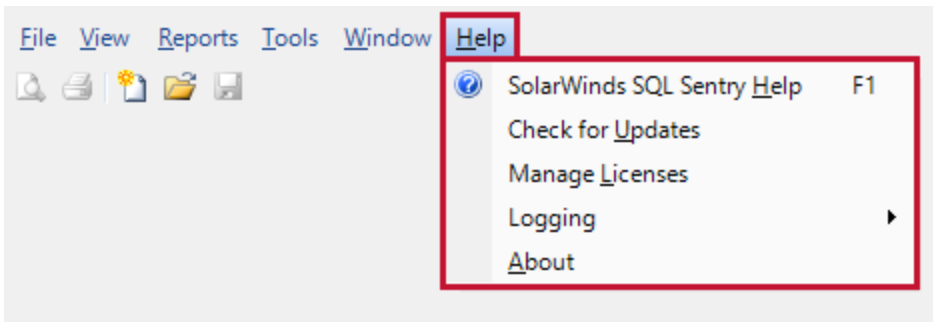 File View Reports Tools Window Help
SolarWinds SQL Sentry Help F1
Check for Updates
Manage Licenses
Logging
About